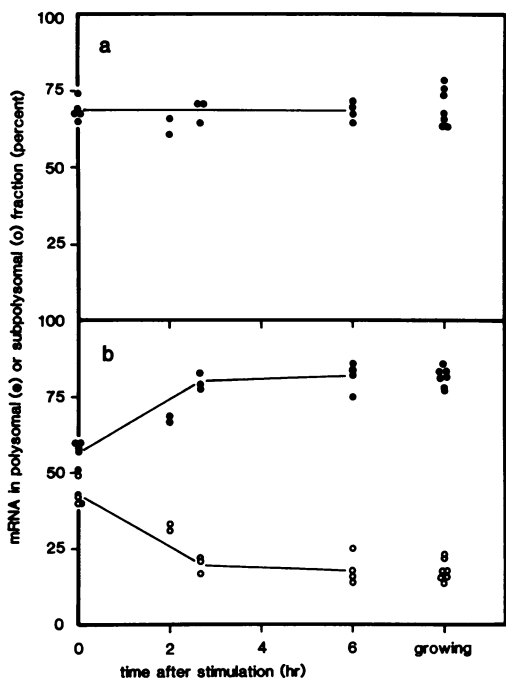 mRNA in polysomal (●) or subpolysomal (o) fraction (percent)
100
a
75
50
25
100
b
75
50
25
0
0
2
4
6
growing
time after stimulation (hr)